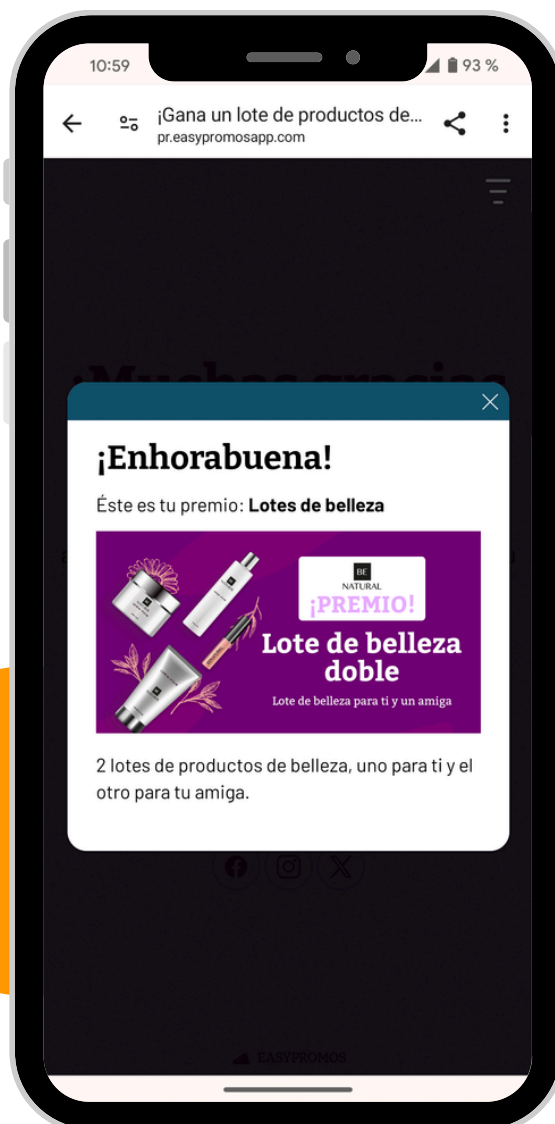 10:59
93 %
¡Gana un lote de productos de...
pr.easypromosapp.com
¡Muchas gracias
¡Enhorabuena!
Éste es tu premio: Lotes de belleza
BE
NATURAL
¡PREMIO!
Lote de belleza
doble
Lote de belleza para ti y un amiga
2 lotes de productos de belleza, uno para ti y el
otro para tu amiga.
EASYPROMOS